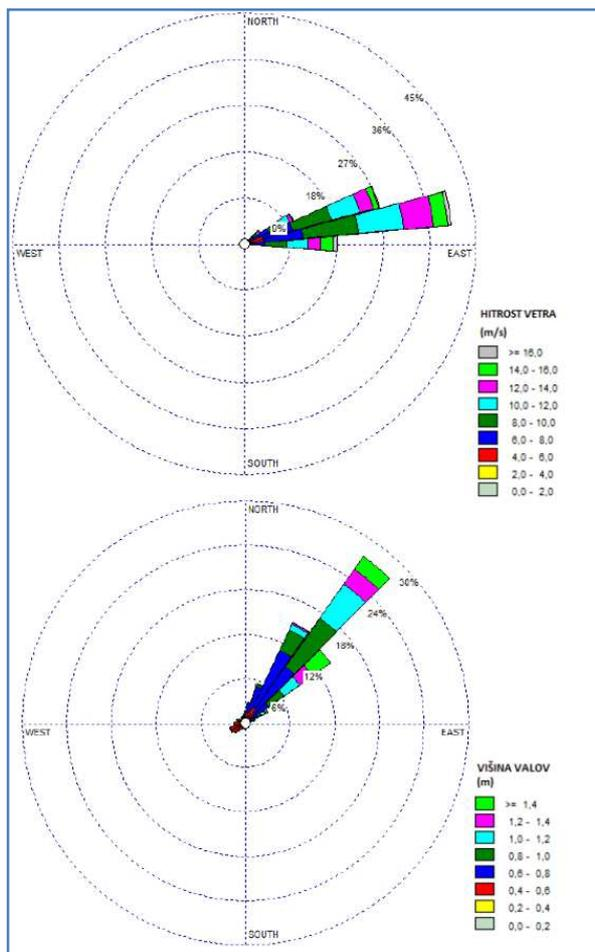 NORTH
45%
36%
27%
18%
WEST
EAST
SOUTH
HITROST VETRA
(m/s)
>= 16,0
14,0 - 16,0
12,0 - 14,0
10,0 - 12,0
8,0 - 10,0
6,0 - 8,0
4,0 - 6,0
2,0 - 4,0
0,0 - 2,0
NORTH
30%
24%
18%
12%
6%
WEST
EAST
SOUTH
VIŠINA VALOV
(m)
>= 1,4
1,2 - 1,4
1,0 - 1,2
0,8 - 1,0
0,6 - 0,8
0,4 - 0,6
0,2 - 0,4
0,0 - 0,2